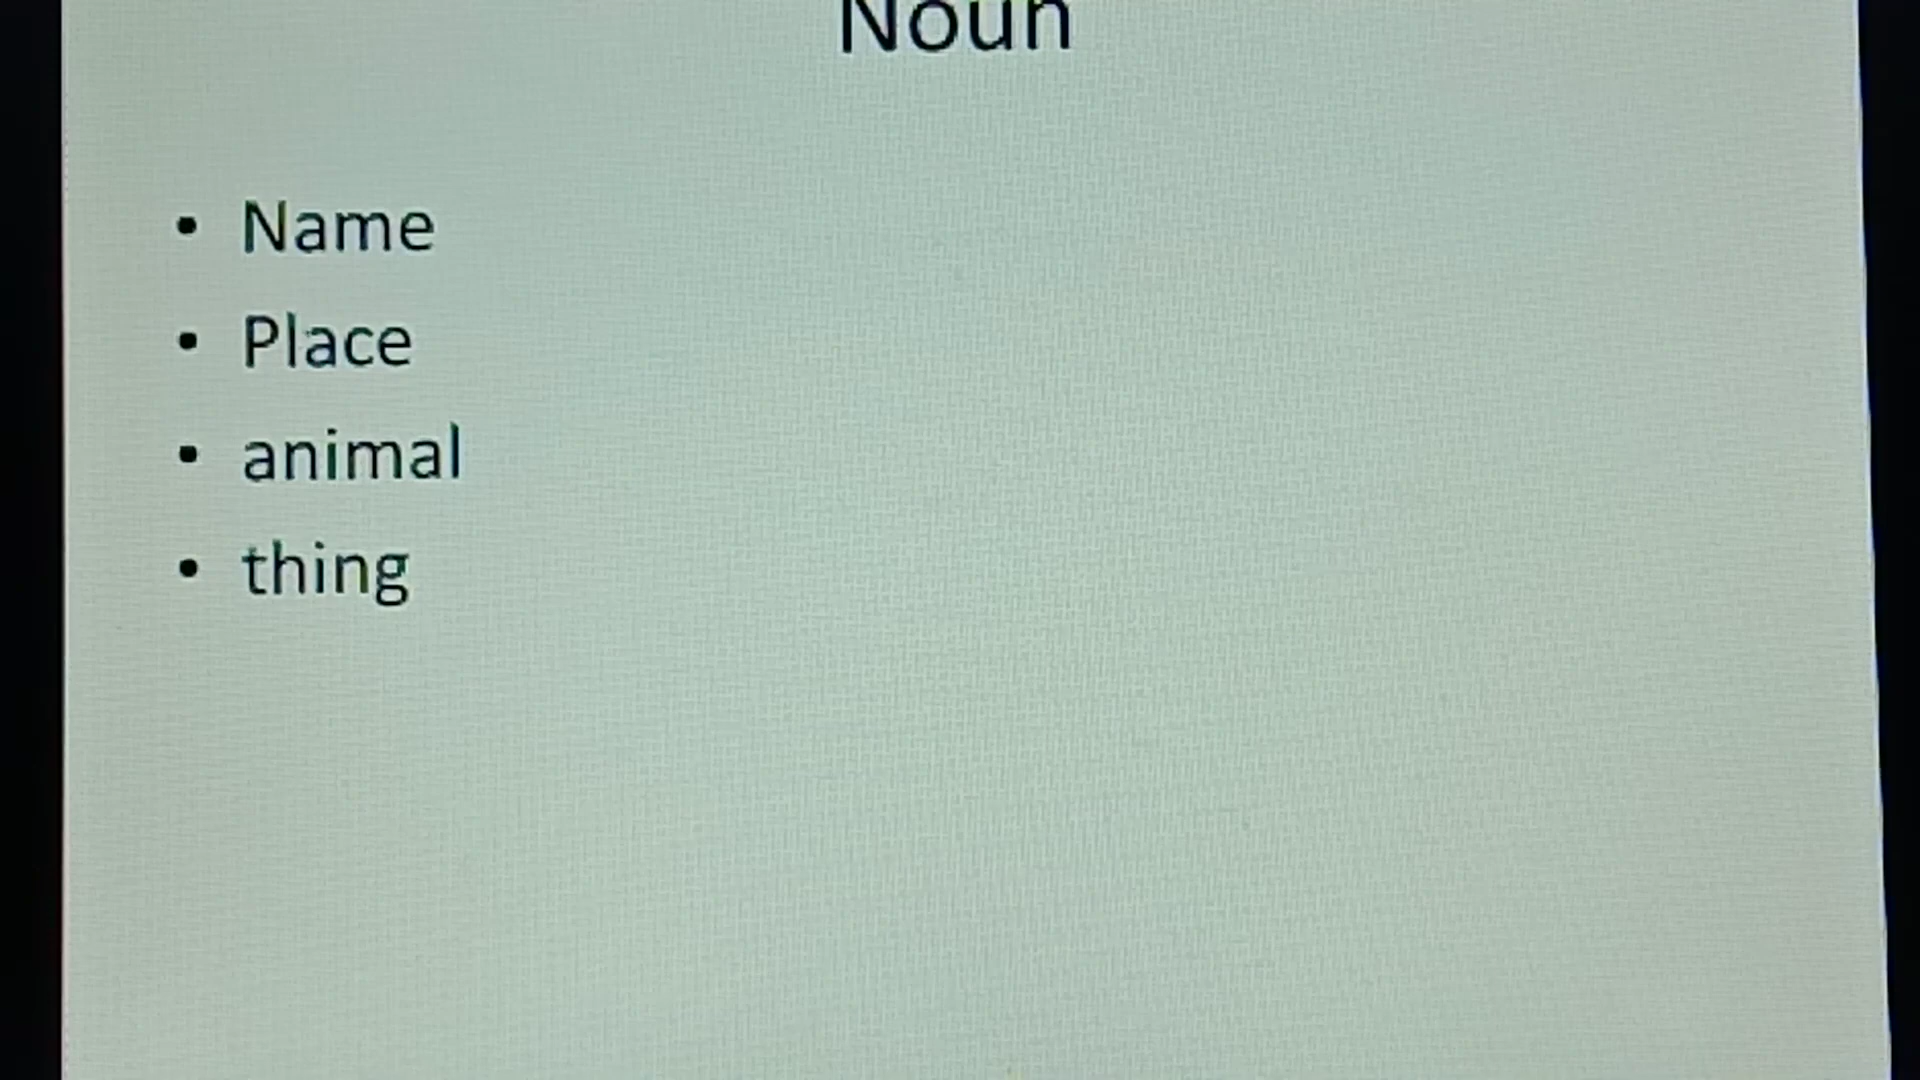 Noun
• Name
• Place
• animal
• thing